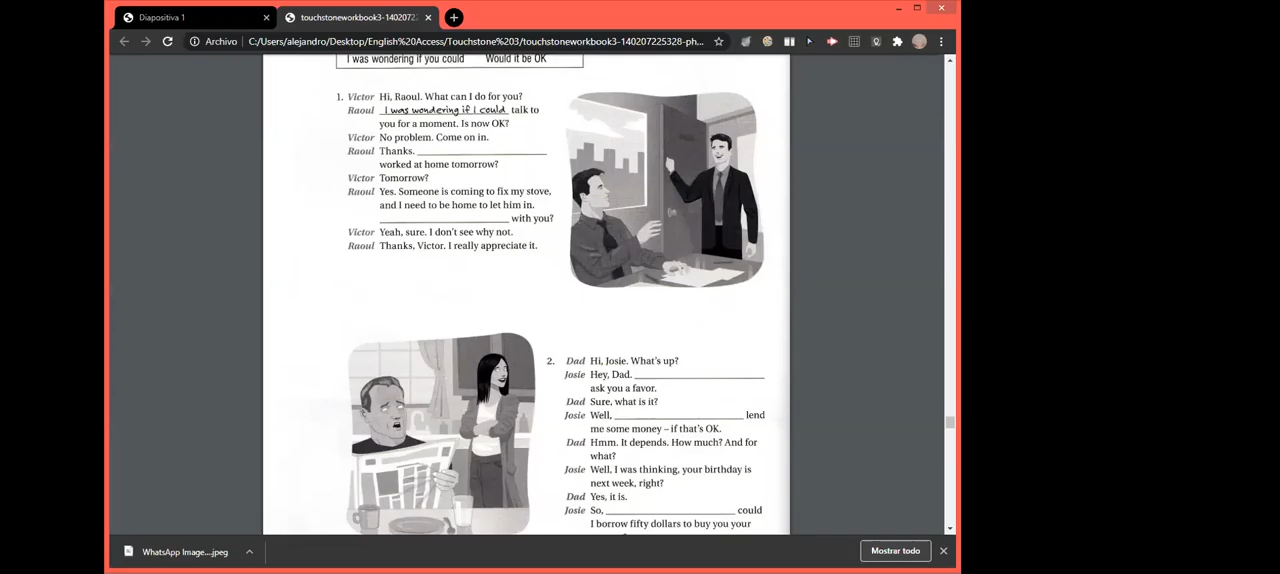 Diapositiva 1
touchstoneworkbook3-1402072
Archivo
C:/Users/alejandro/Desktop/English%20Access/Touchstone%203/touchstoneworkbook3-140207225328-ph...
I was wondering if you could Would it be OK
1. Victor Hi, Raoul. What can I do for you?
Raoul I was wondering if I could talk to
you for a moment. Is now OK?
Victor No problem. Come on in.
Raoul Thanks. ____________
worked at home tomorrow?
Victor Tomorrow?
Raoul Yes. Someone is coming to fix my stove,
and I need to be home to let him in.
____________ with you?
Victor Yeah, sure. I don't see why not.
Raoul Thanks, Victor. I really appreciate it.
2. Dad Hi, Josie. What's up?
Josie Hey, Dad. ____________
ask you a favor.
Dad Sure, what is it?
Josie Well, ____________ lend
me some money – if that's OK.
Dad Hmm. It depends. How much? And for
what?
Josie Well, I was thinking, your birthday is
next week, right?
Dad Yes, it is.
Josie So, ____________ could
I borrow fifty dollars to buy you your
WhatsApp Image....jpeg
Mostrar todo